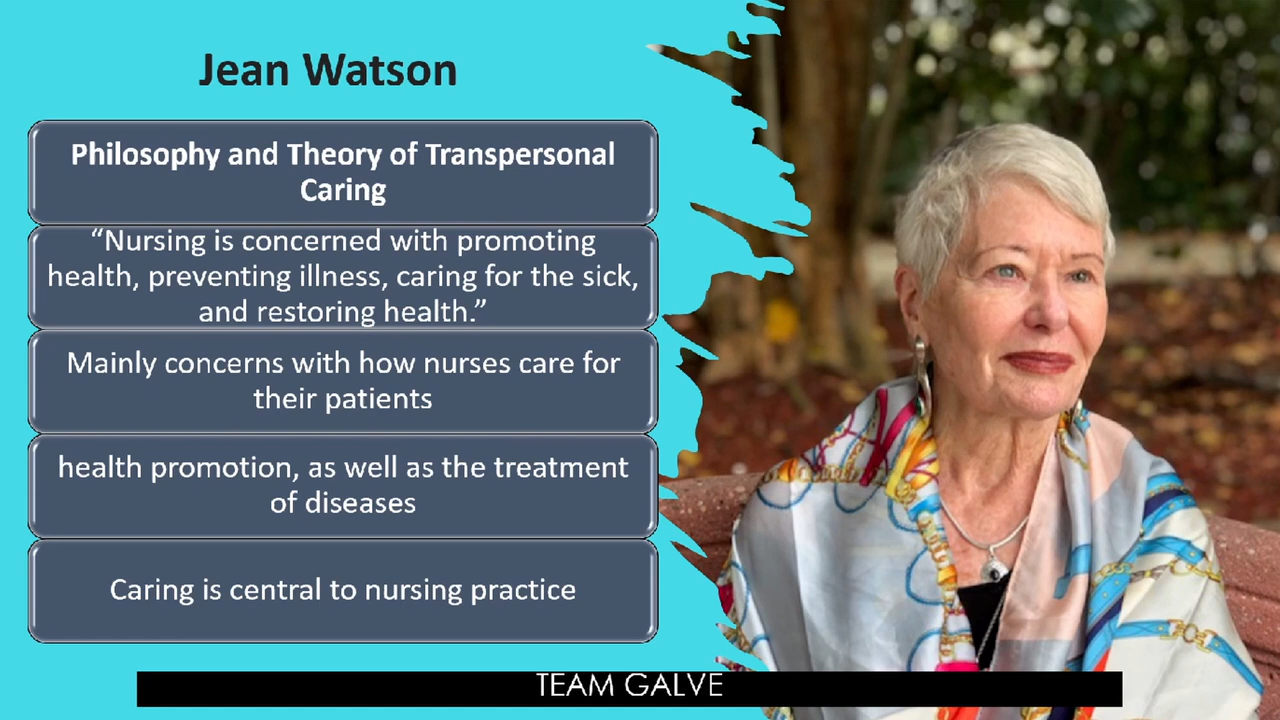 Jean Watson
Philosophy and Theory of Transpersonal
Caring
“Nursing is concerned with promoting
health, preventing illness, caring for the sick,
and restoring health.”
Mainly concerns with how nurses care for
their patients
health promotion, as well as the treatment
of diseases
Caring is central to nursing practice
TEAM GALVE